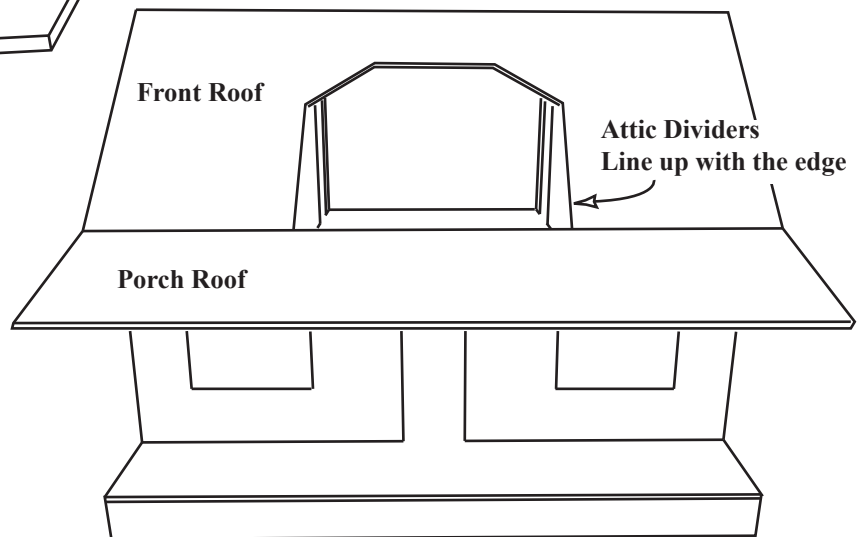 Front Roof
Attic Dividers
Line up with the edge
Porch Roof